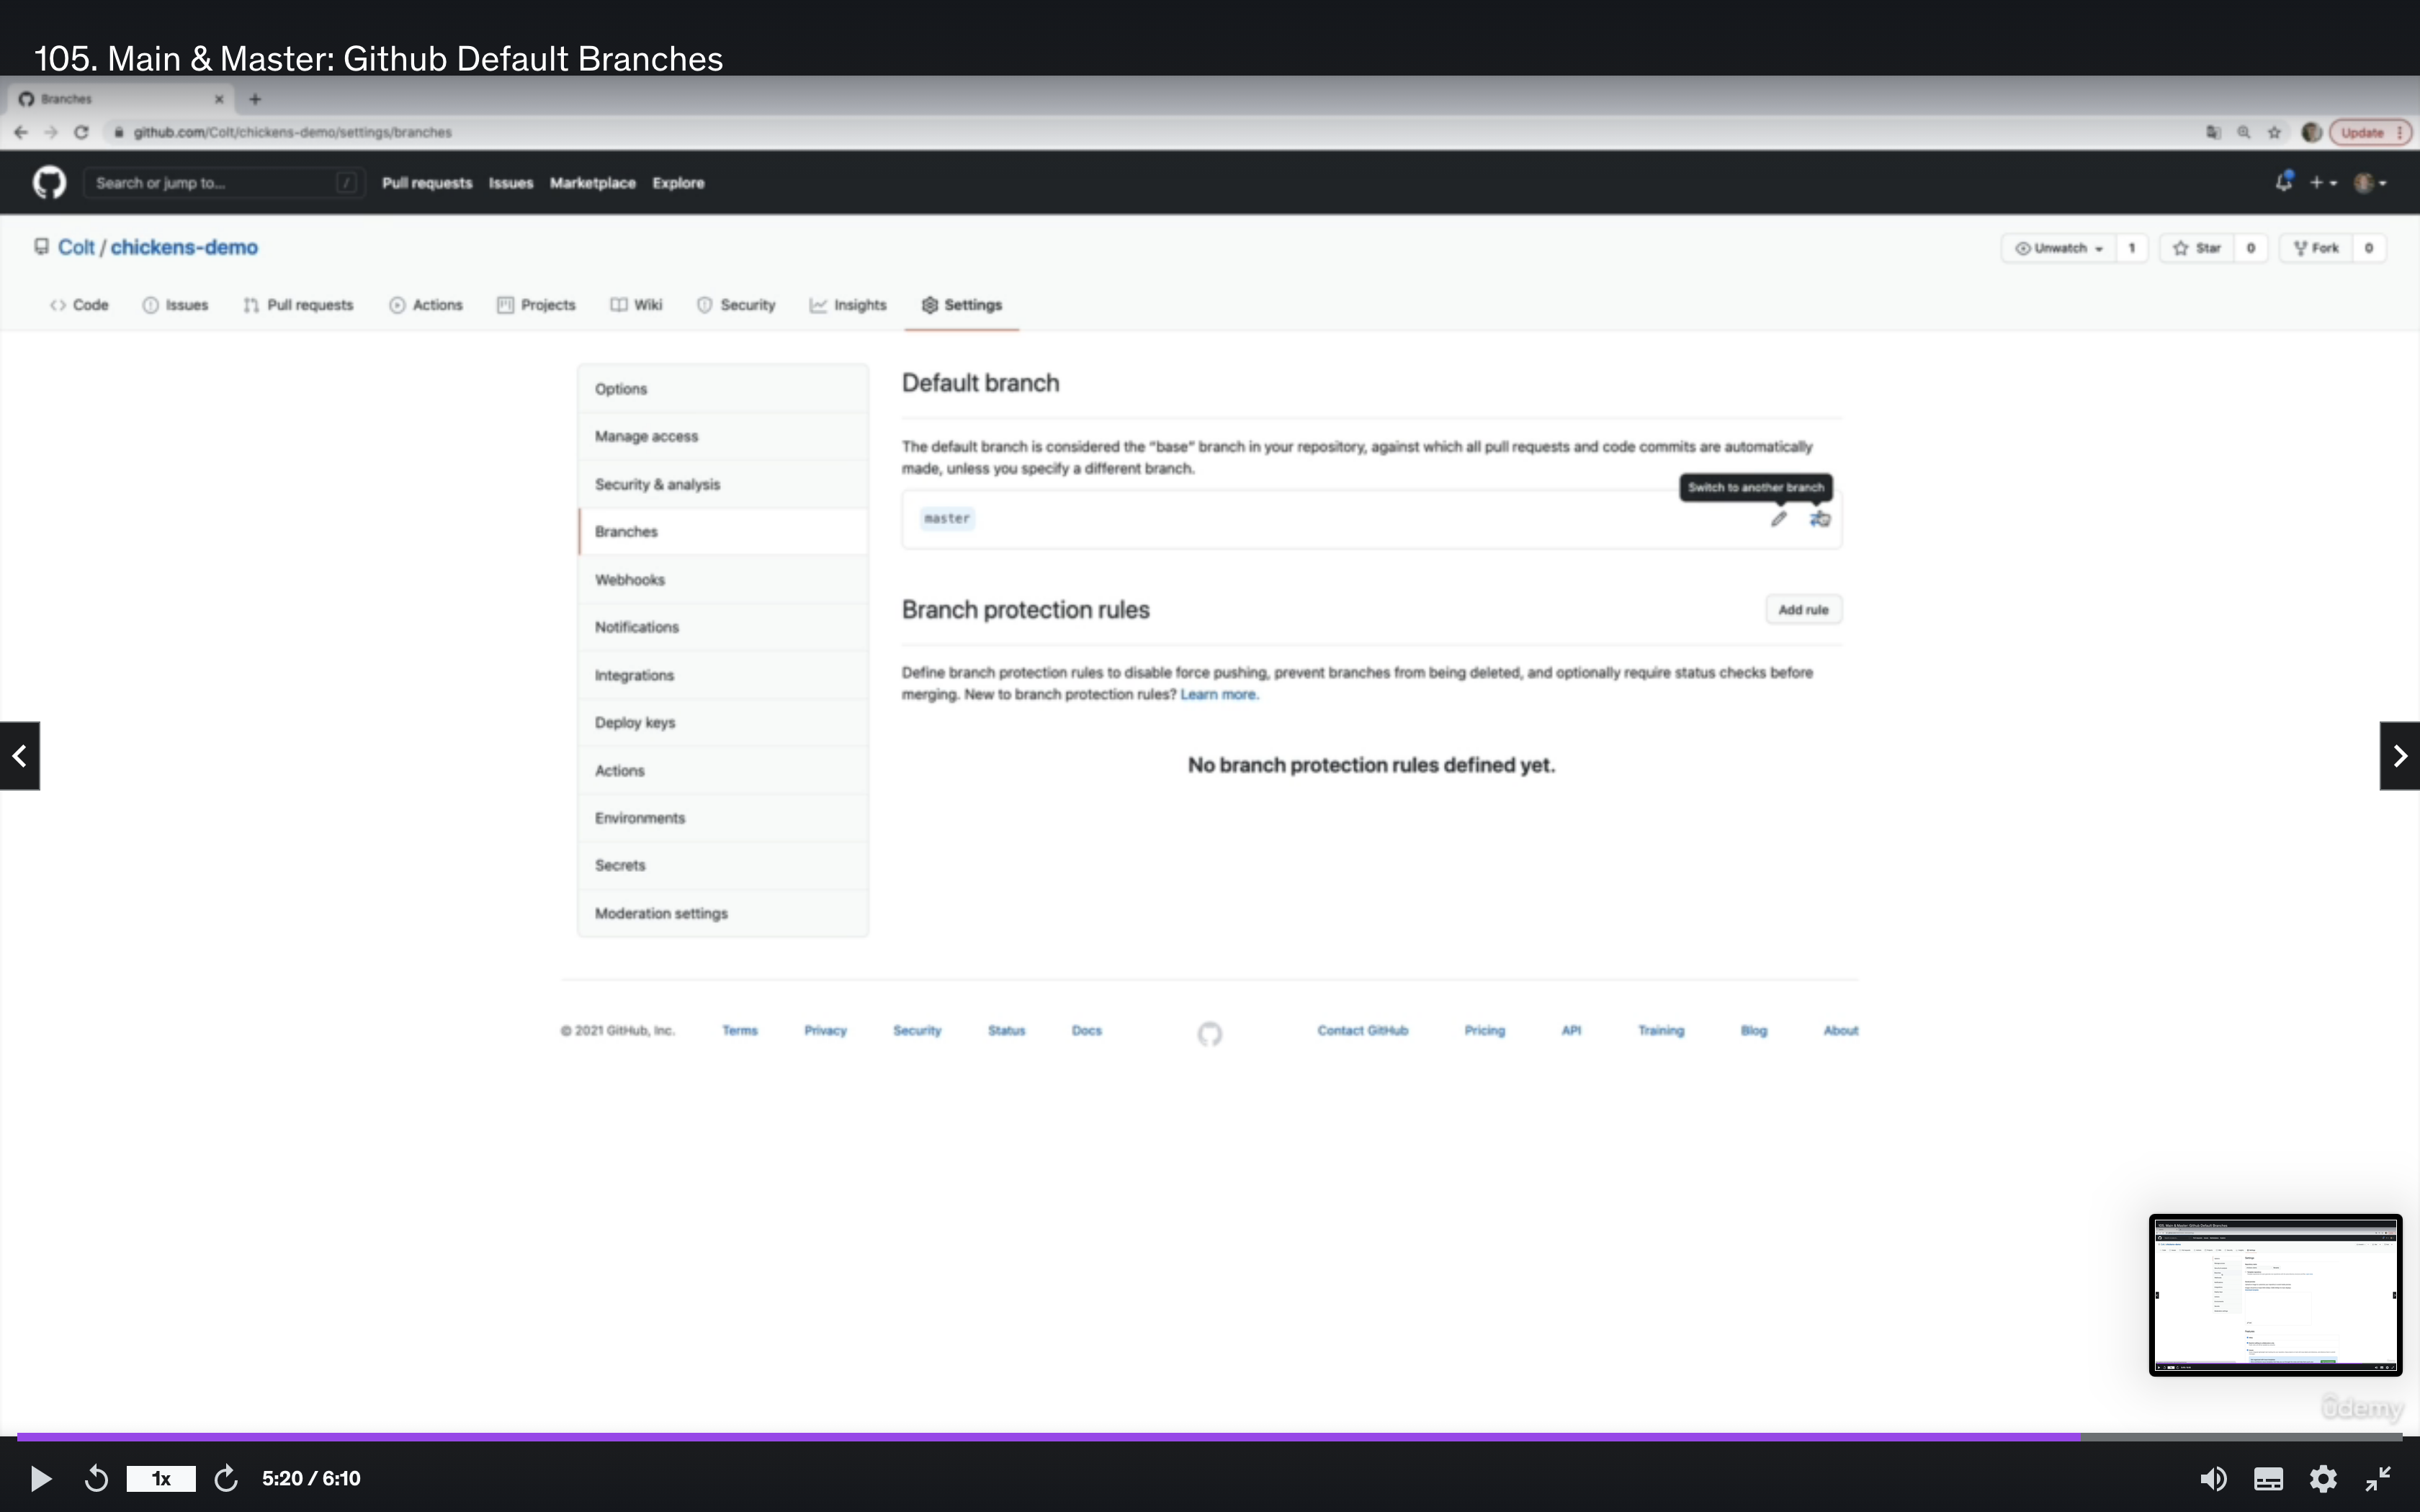 105. Main & Master: Github Default Branches
Branches
github.com/Colt/chickens-demo/settings/branches
Update
Search or jump to...
/
Pull requests
Issues
Marketplace
Explore
Colt / chickens-demo
Unwatch
1
Star
0
Fork
0
Code
Issues
Pull requests
Actions
Projects
Wiki
Security
Insights
Settings
Options
Manage access
Security & analysis
Branches
Webhooks
Notifications
Integrations
Deploy keys
Actions
Environments
Secrets
Moderation settings
Default branch
The default branch is considered the “base” branch in your repository, against which all pull requests and code commits are automatically
made, unless you specify a different branch.
Switch to another branch
master
Branch protection rules
Add rule
Define branch protection rules to disable force pushing, prevent branches from being deleted, and optionally require status checks before
merging. New to branch protection rules? Learn more.
No branch protection rules defined yet.
© 2021 GitHub, Inc.
Terms
Privacy
Security
Status
Docs
Contact GitHub
Pricing
API
Training
Blog
About
udemy
1x
5:20 / 6:10